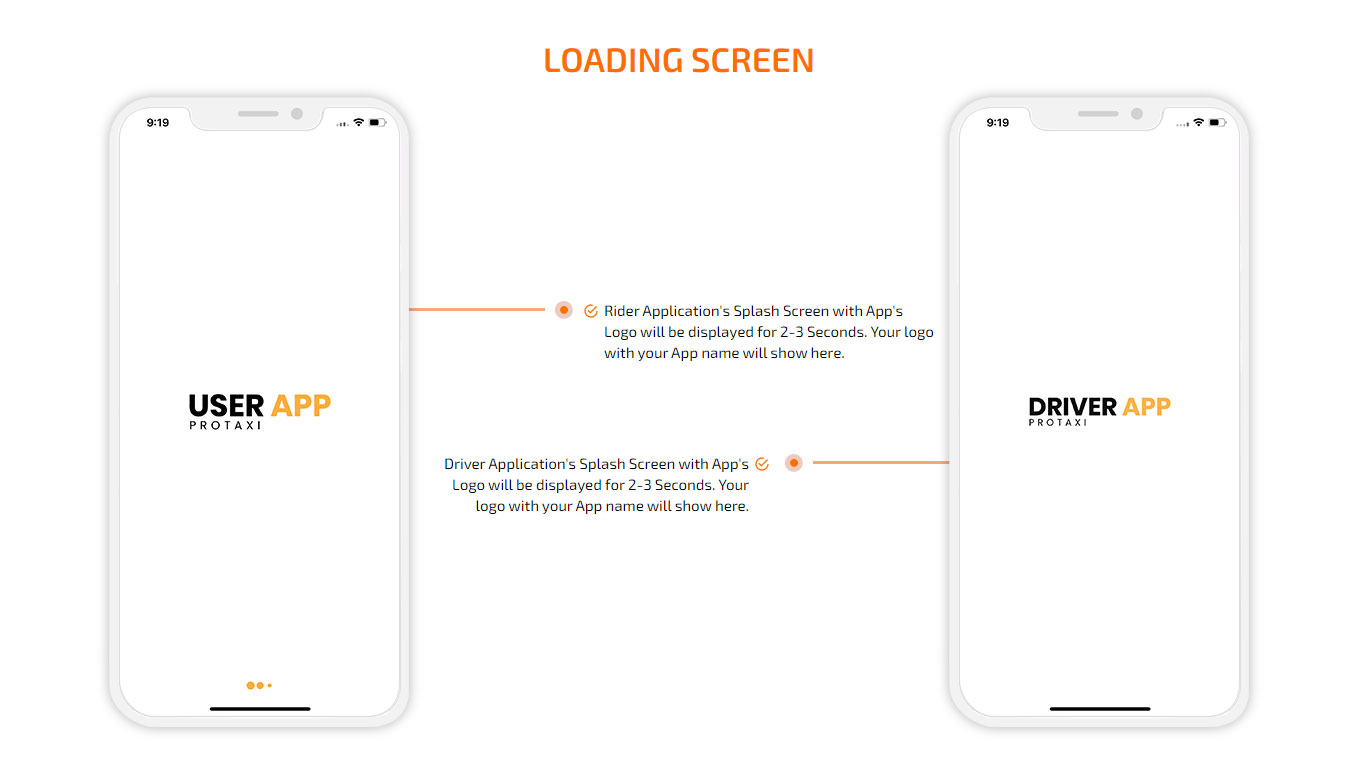 LOADING SCREEN
9:19
USER APP
PROTAXI
Rider Application's Splash Screen with App's
Logo will be displayed for 2-3 Seconds. Your logo
with your App name will show here.
Driver Application's Splash Screen with App's
Logo will be displayed for 2-3 Seconds. Your
logo with your App name will show here.
9:19
DRIVER APP
PROTAXI